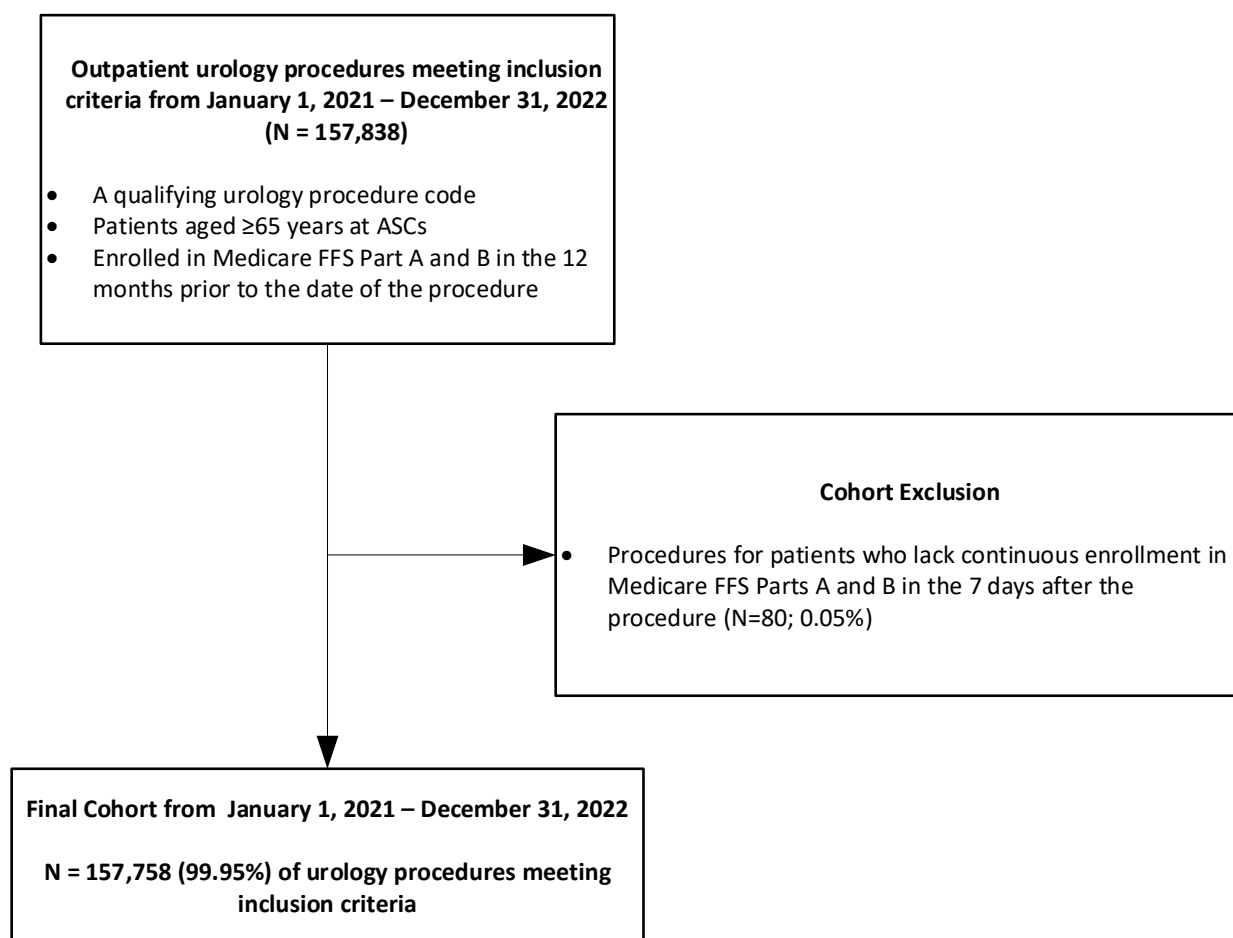 Outpatient urology procedures meeting inclusion
criteria from January 1, 2021 – December 31, 2022
(N = 157,838)
• A qualifying urology procedure code
• Patients aged ≥65 years at ASCs
• Enrolled in Medicare FFS Part A and B in the 12
months prior to the date of the procedure
Cohort Exclusion
• Procedures for patients who lack continuous enrollment in
Medicare FFS Parts A and B in the 7 days after the
procedure (N=80; 0.05%)
Final Cohort from January 1, 2021 – December 31, 2022
N = 157,758 (99.95%) of urology procedures meeting
inclusion criteria